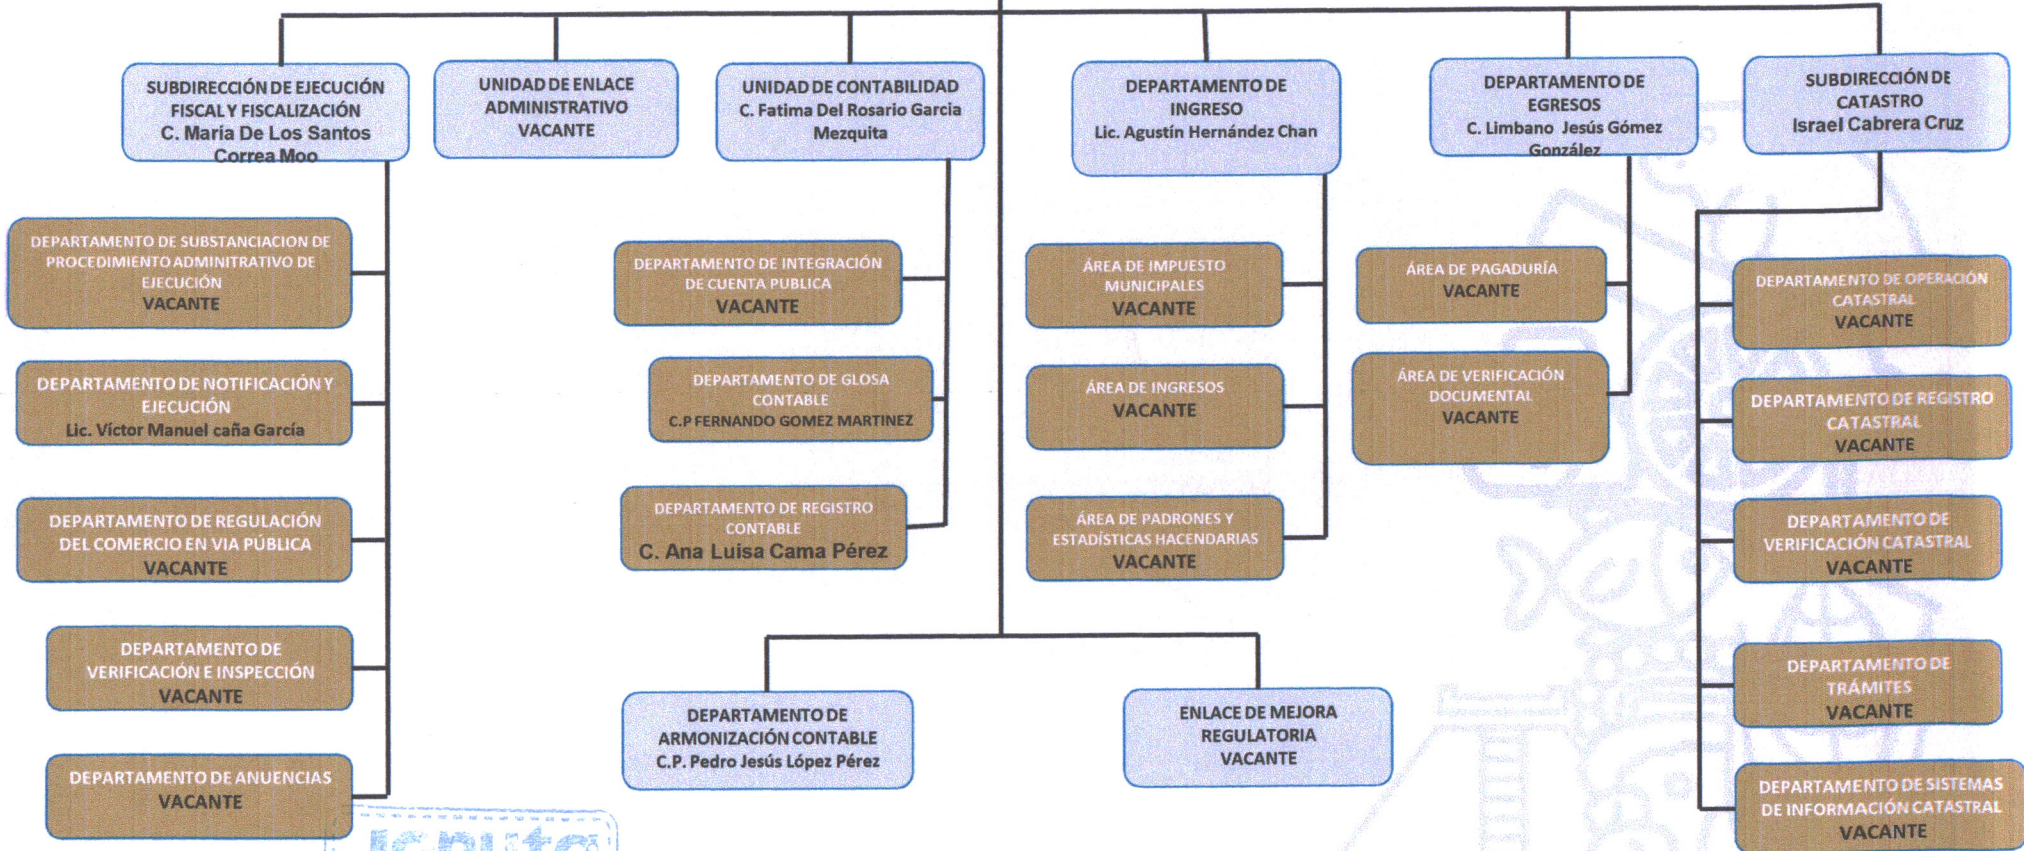 SUBDIRECCIÓN DE EJECUCIÓN
FISCAL Y FISCALIZACIÓN
C. María De Los Santos
Correa Moo
UNIDAD DE ENLACE
ADMINISTRATIVO
VACANTE
UNIDAD DE CONTABILIDAD
C. Fatima Del Rosario Garcia
Mezquita
DEPARTAMENTO DE
INGRESO
Lic. Agustín Hernández Chan
DEPARTAMENTO DE
EGRESOS
C. Limbano Jesús Gómez
González
SUBDIRECCIÓN DE
CATASTRO
Israel Cabrera Cruz
DEPARTAMENTO DE SUBSTANCIACION DE
PROCEDIMIENTO ADMINITRATIVO DE
EJECUCIÓN
VACANTE
DEPARTAMENTO DE NOTIFICACIÓN Y
EJECUCIÓN
Lic. Víctor Manuel caña García
DEPARTAMENTO DE REGULACIÓN
DEL COMERCIO EN VIA PÚBLICA
VACANTE
DEPARTAMENTO DE
VERIFICACIÓN E INSPECCIÓN
VACANTE
DEPARTAMENTO DE ANUENCIAS
VACANTE
DEPARTAMENTO DE INTEGRACIÓN
DE CUENTA PUBLICA
VACANTE
DEPARTAMENTO DE GLOSA
CONTABLE
C.P FERNANDO GOMEZ MARTINEZ
DEPARTAMENTO DE REGISTRO
CONTABLE
C. Ana Luisa Cama Pérez
ÁREA DE IMPUESTO
MUNICIPALES
VACANTE
ÁREA DE INGRESOS
VACANTE
ÁREA DE PADRONES Y
ESTADÍSTICAS HACENDARIAS
VACANTE
ÁREA DE PAGADURÍA
VACANTE
ÁREA DE VERIFICACIÓN
DOCUMENTAL
VACANTE
DEPARTAMENTO DE OPERACIÓN
CATASTRAL
VACANTE
DEPARTAMENTO DE REGISTRO
CATASTRAL
VACANTE
DEPARTAMENTO DE
VERIFICACIÓN CATASTRAL
VACANTE
DEPARTAMENTO DE
TRÁMITES
VACANTE
DEPARTAMENTO DE SISTEMAS
DE INFORMACIÓN CATASTRAL
VACANTE
DEPARTAMENTO DE
ARMONIZACIÓN CONTABLE
C.P. Pedro Jesús López Pérez
ENLACE DE MEJORA
REGULATORIA
VACANTE